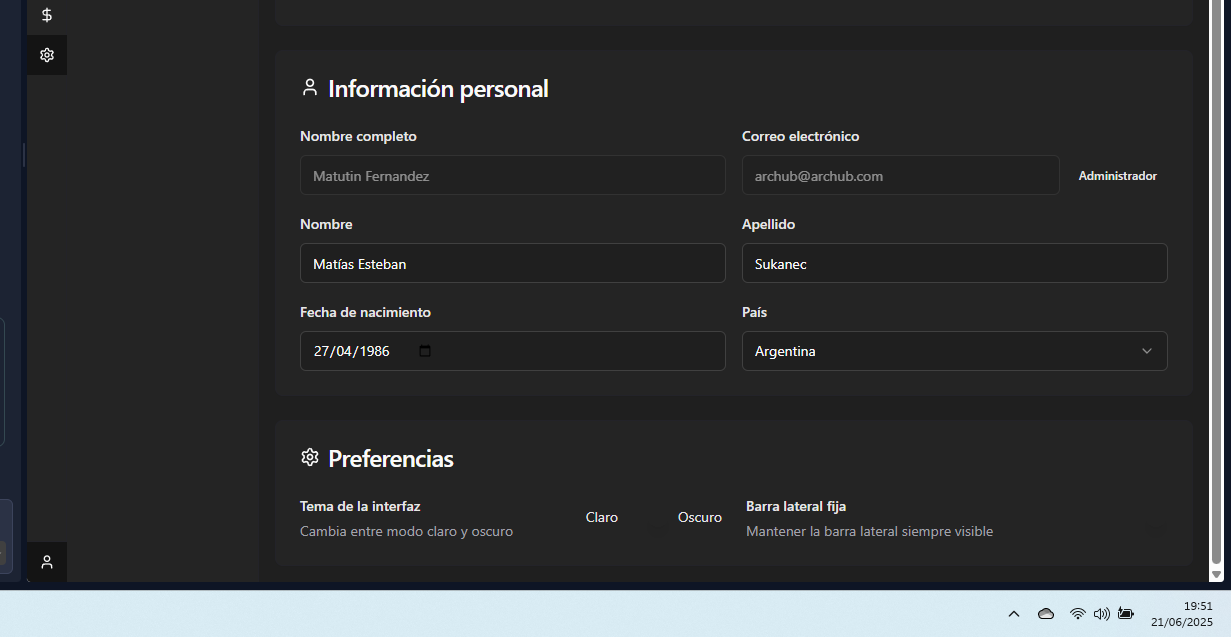 $
Información personal
Nombre completo
Correo electrónico
Matutin Fernandez
archub@archub.com
Administrador
Nombre
Apellido
Matías Esteban
Sukanec
Fecha de nacimiento
País
27/04/1986
Argentina
Preferencias
Tema de la interfaz
Cambia entre modo claro y oscuro
Claro
Oscuro
Barra lateral fija
Mantener la barra lateral siempre visible
19:51
21/06/2025